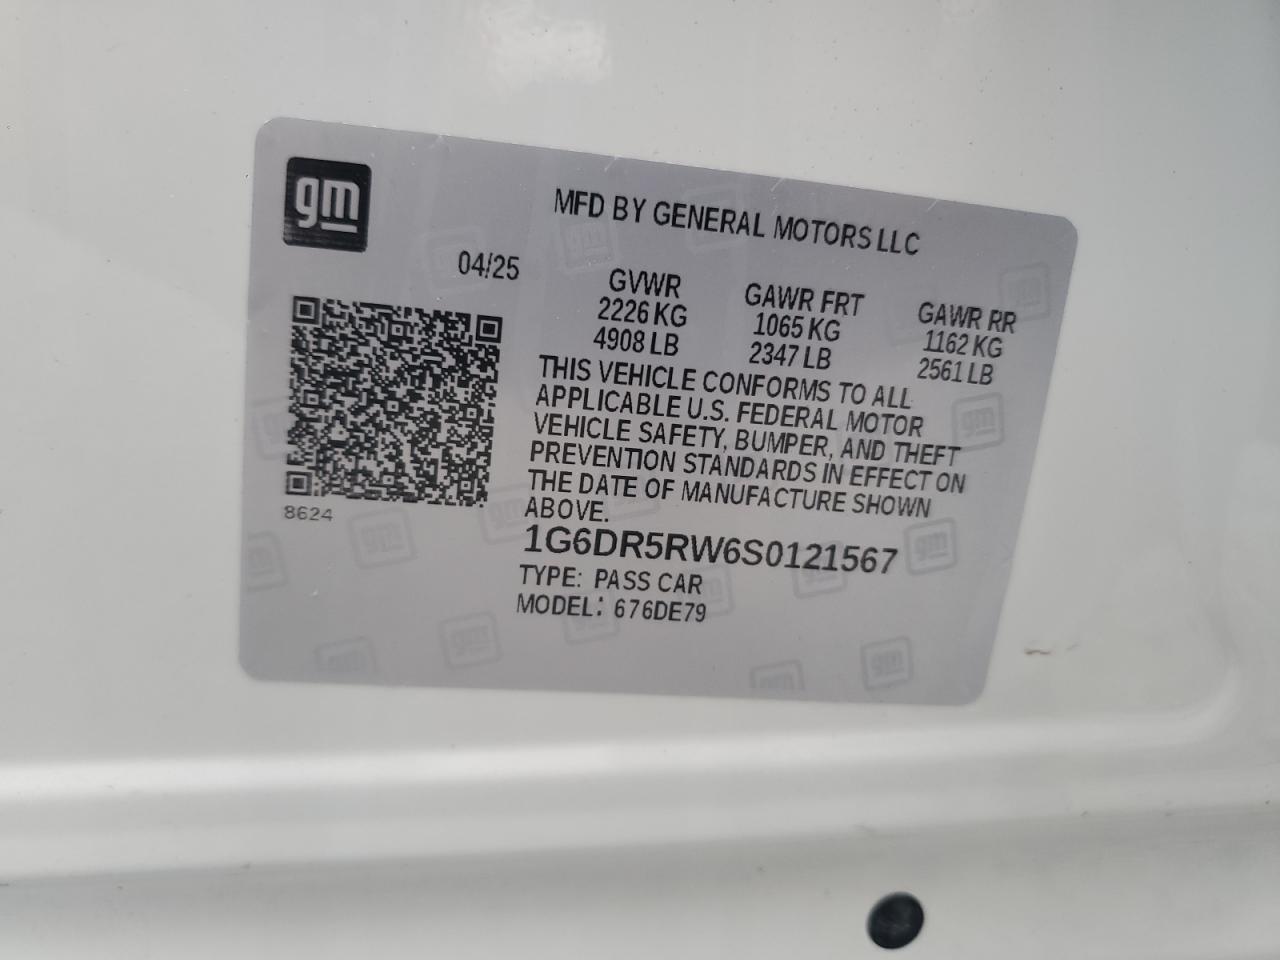 gm
MFD BY GENERAL MOTORS LLC
04/25
GVWR GAWR FRT GAWR RR
2226 KG 1065 KG 1162 KG
4908 LB 2347 LB 2561 LB
THIS VEHICLE CONFORMS TO ALL
APPLICABLE U.S. FEDERAL MOTOR
VEHICLE SAFETY, BUMPER, AND THEFT
PREVENTION STANDARDS IN EFFECT ON
THE DATE OF MANUFACTURE SHOWN
ABOVE.
8624
1G6DR5RW6S0121567
TYPE: PASS CAR
MODEL: 676DE79